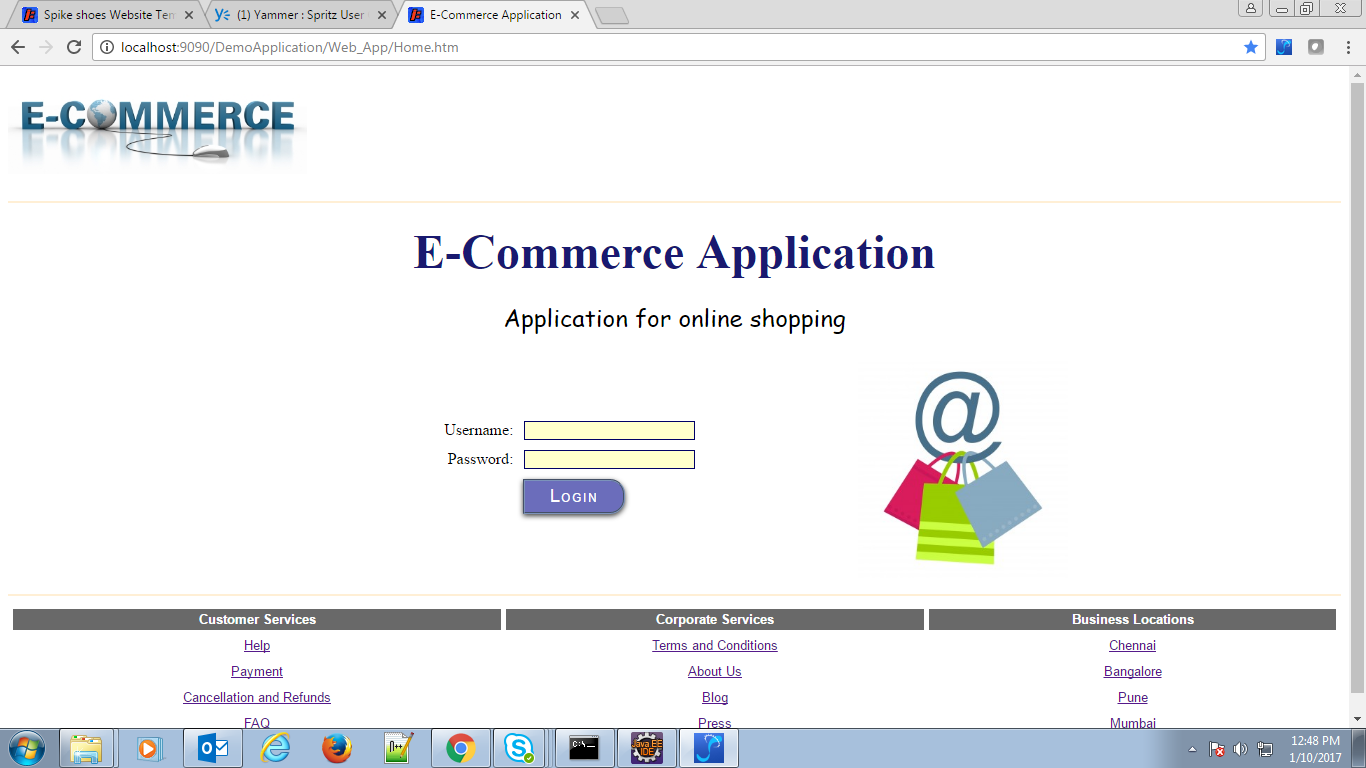 Spike shoes Website Tem
(1) Yammer : Spritz User
E-Commerce Application
localhost:9090/DemoApplication/Web_App/Home.htm
E-COMMERCE
E-Commerce Application
Application for online shopping
@
Username:
Password:
LOGIN
Customer Services Corporate Services Business Locations
Help Terms and Conditions Chennai
Payment About Us Bangalore
Cancellation and Refunds Blog Pune
FAQ Press Mumbai
Java EE
IDE
12:48 PM
1/10/2017